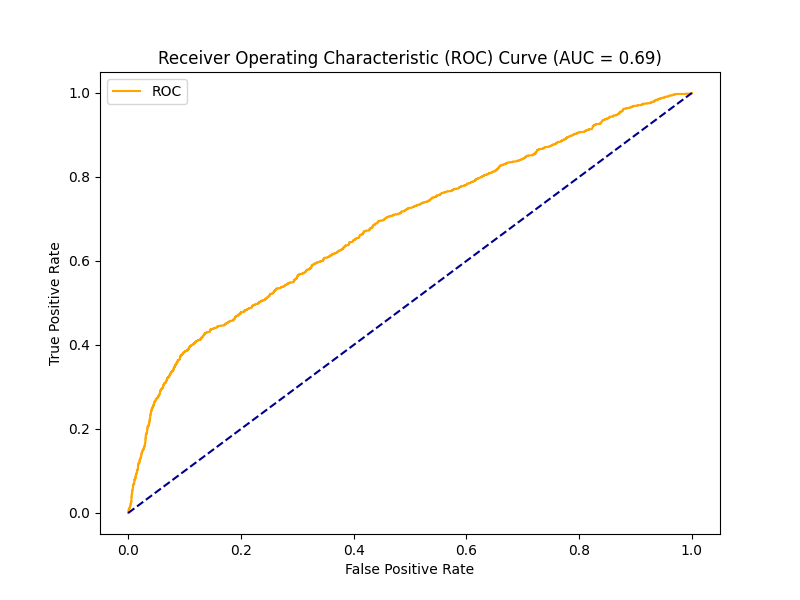 Receiver Operating Characteristic (ROC) Curve (AUC = 0.69)
ROC
1.0
0.8
0.6
0.4
0.2
0.0
True Positive Rate
0.0 0.2 0.4 0.6 0.8 1.0
False Positive Rate